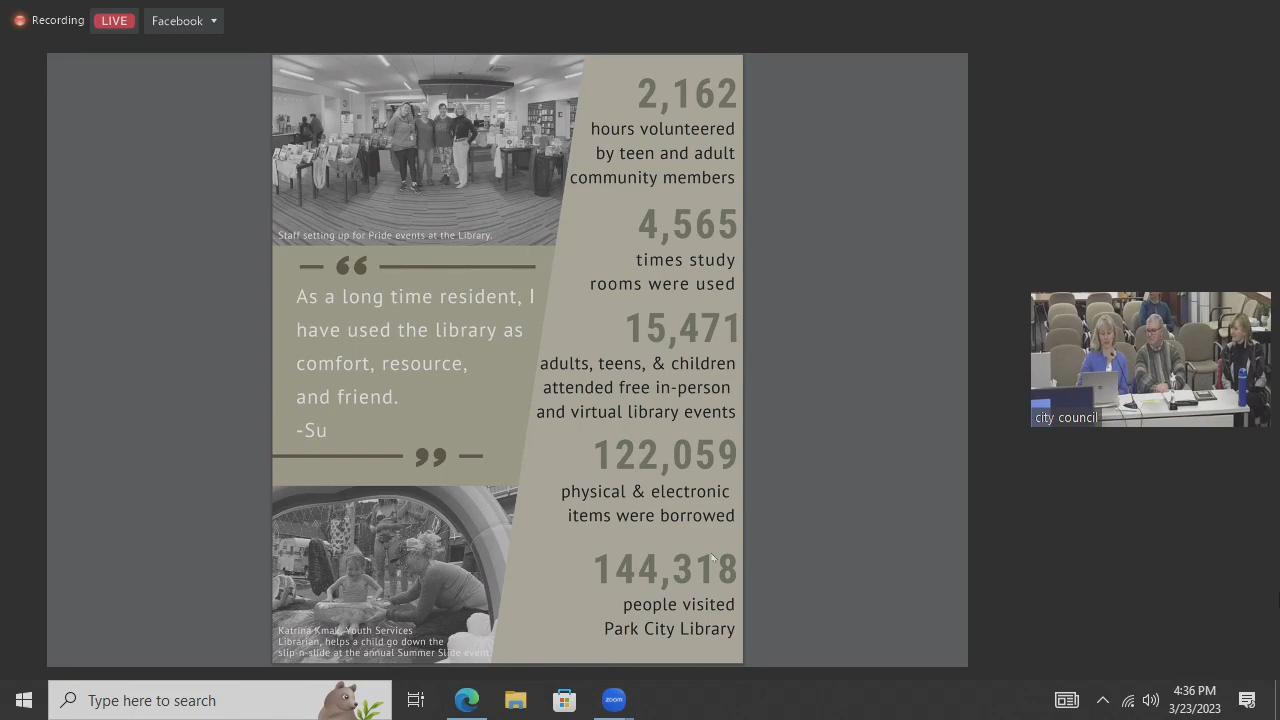 Recording
LIVE
Facebook
2,162
hours volunteered
by teen and adult
community members
Staff setting up for Pride events at the Library.
4,565
times study
rooms were used
As a long time resident, I
have used the library as
comfort, resource,
and friend.
-Su
15,471
adults, teens, & children
attended free in-person
and virtual library events
122,059
physical & electronic
items were borrowed
144,318
people visited
Park City Library
Katrina Kmak, Youth Services
Librarian, helps a child go down the
slip-n-slide at the annual Summer Slide event.
city council
Type here to search
zoom
4:36 PM
3/23/2023